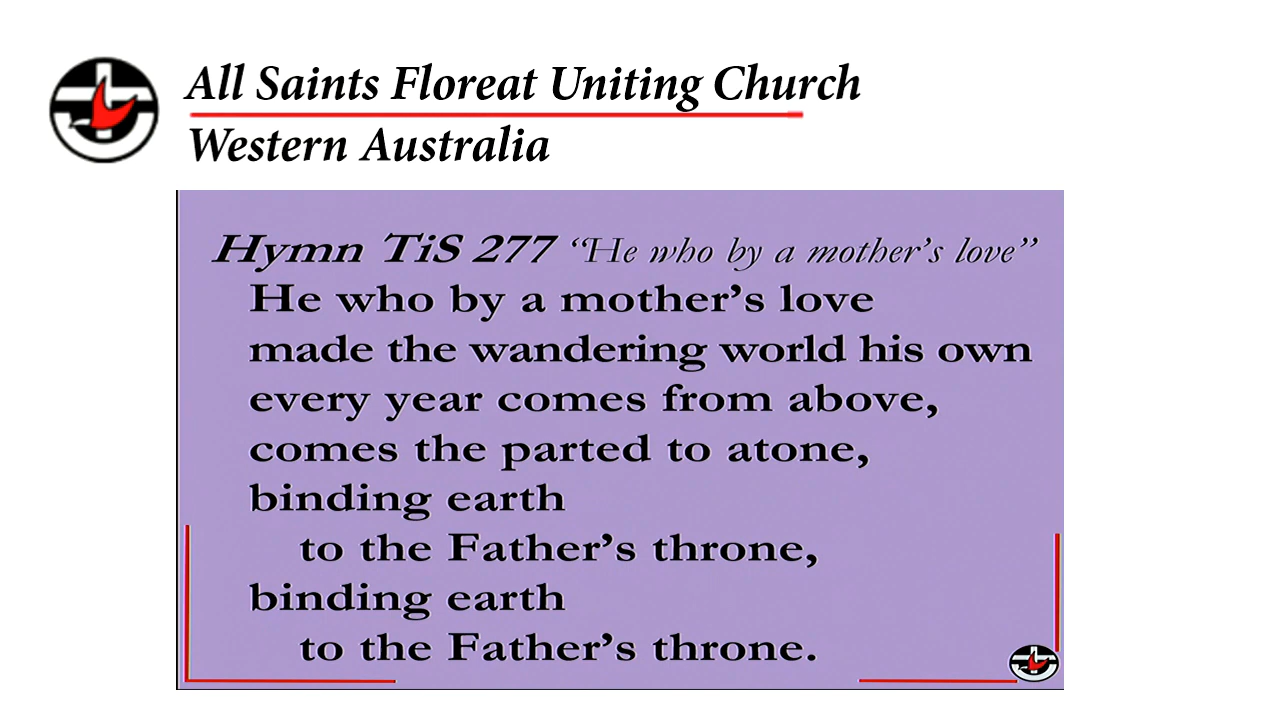 All Saints Floreat Uniting Church
Western Australia
Hymn TiS 277 “He who by a mother’s love”
He who by a mother’s love
made the wandering world his own
every year comes from above,
comes the parted to atone,
binding earth
to the Father’s throne,
binding earth
to the Father’s throne.